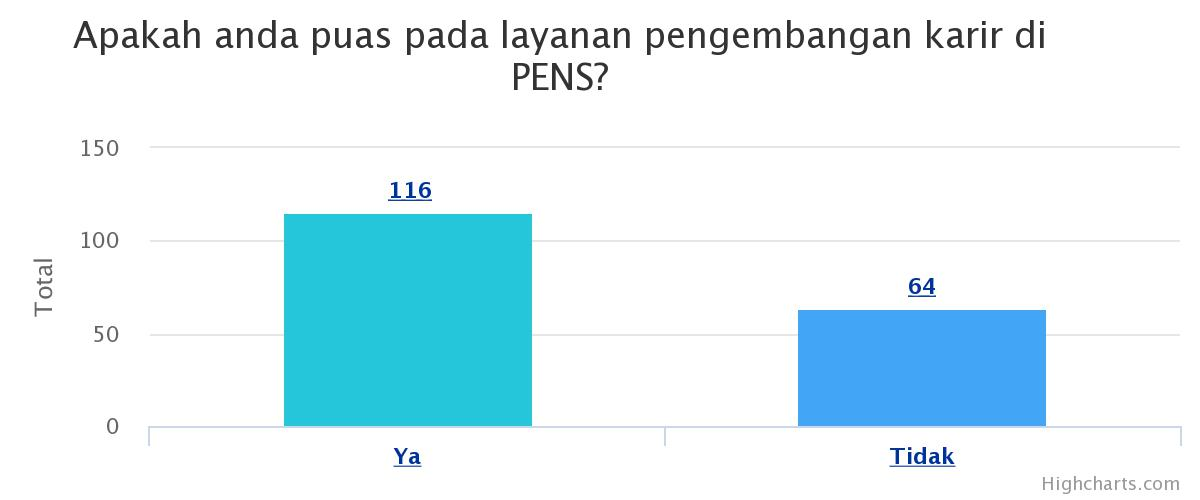 Apakah anda puas pada layanan pengembangan karir di
PENS?
150
116
100
Total
64
50
0
Ya
Tidak
Highcharts.com